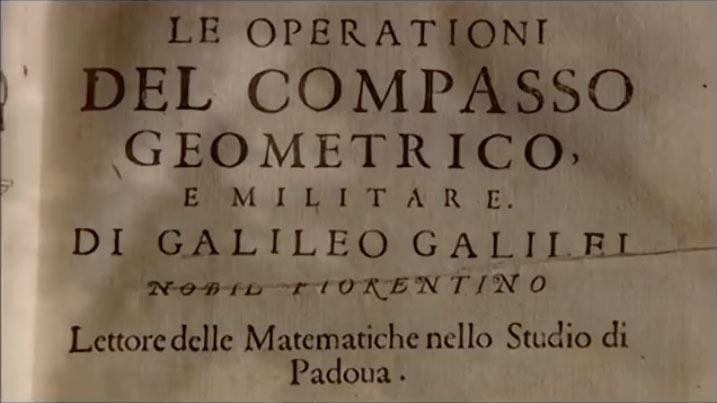 LE OPERATIONI
DEL COMPASSO
GEOMETRICO,
E MILITARE.
DI GALILEO GALILEI
NOBIL FIORENTINO
Lettore delle Matematiche nello Studio di
Padoua.